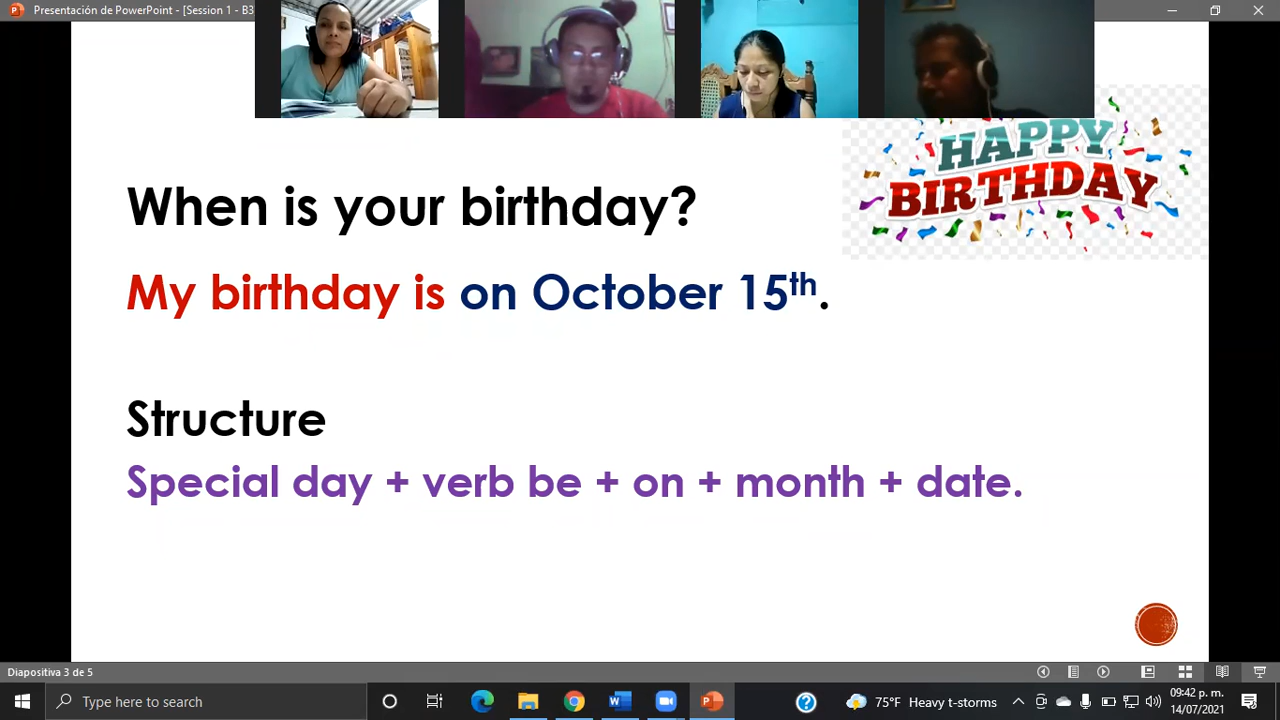 Presentación de PowerPoint - [Session 1 - B3
HAPPY
BIRTHDAY
When is your birthday?
My birthday is on October 15th.
Structure
Special day + verb be + on + month + date.
Diapositiva 3 de 5
Type here to search
75°F Heavy t-storms
09:42 p. m.
14/07/2021